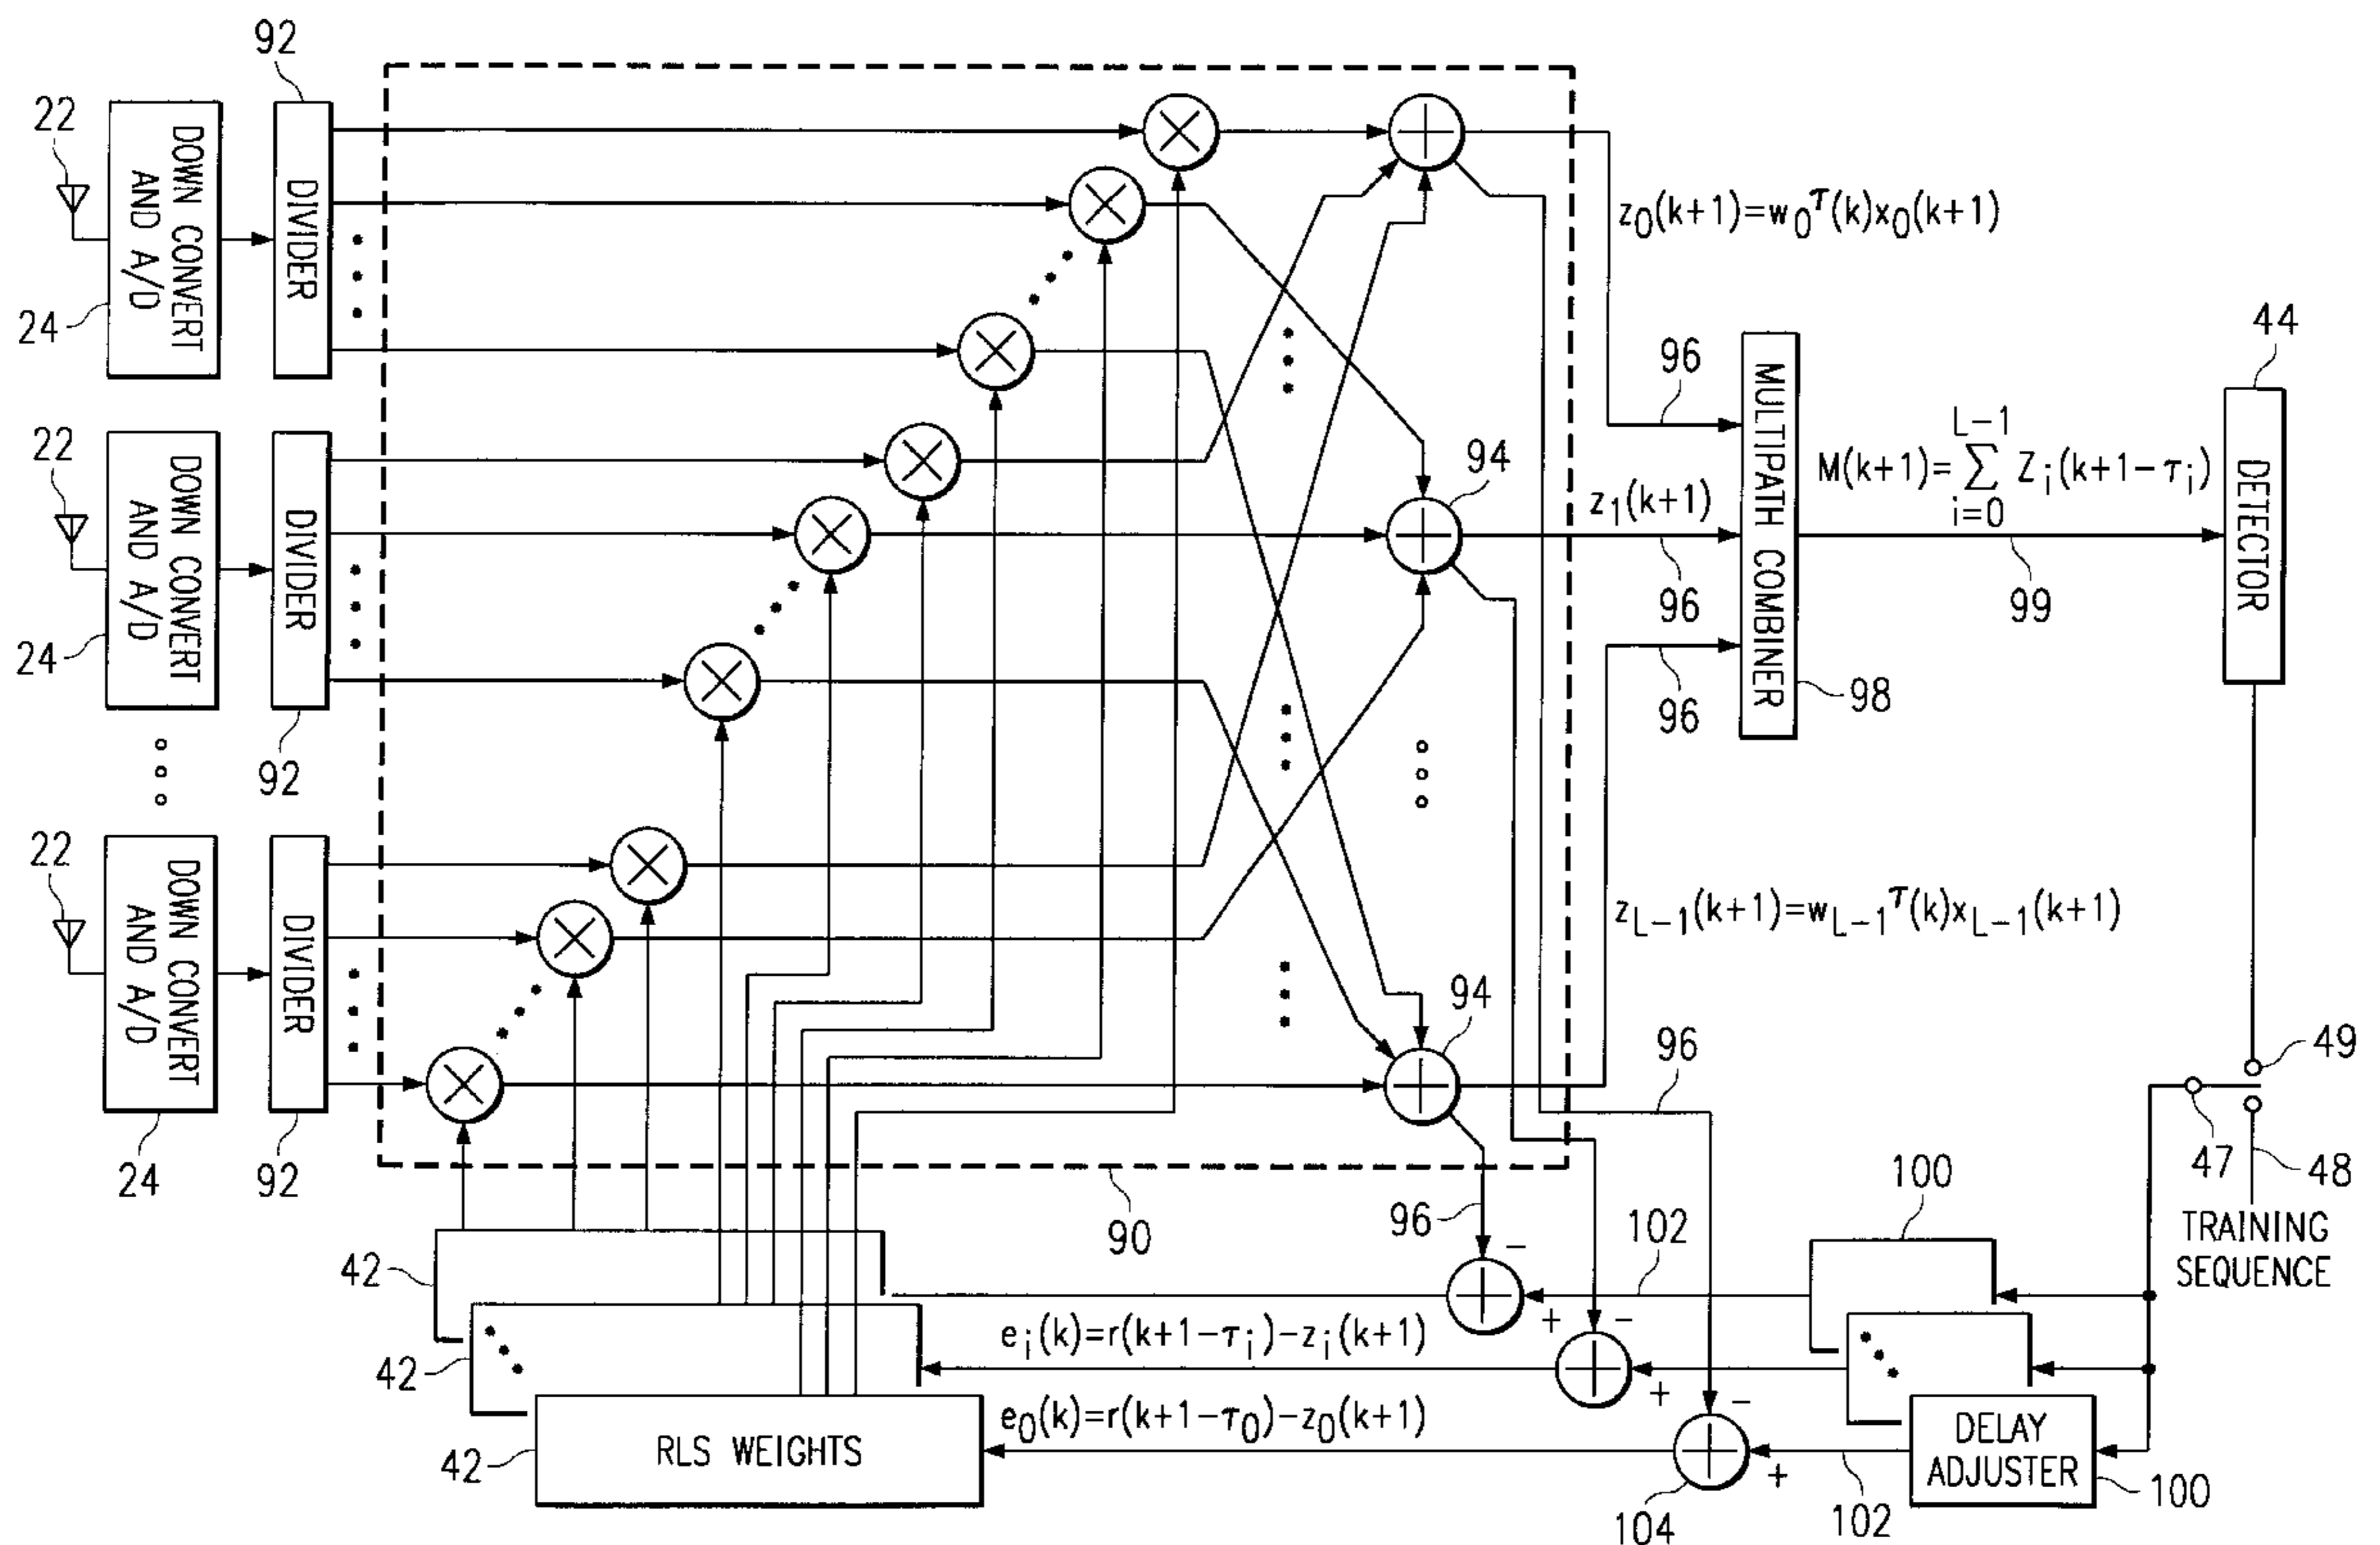 92
22
DOWN CONVERT
AND A/D
24
DIVIDER
z0(k+1)=w0^τ(k)x0(k+1)
44
96
MULTIPATH COMBINER
M(k+1)=∑ i=0 L-1 Zi(k+1-τi)
DETECTOR
22
DOWN CONVERT
AND A/D
24
DIVIDER
92
94
z1(k+1)
96
99
96
98
22
DOWN CONVERT
AND A/D
24
DIVIDER
92
zL-1(k+1)=wL-1^τ(k)xL-1(k+1)
94
96
49
47
48
TRAINING
SEQUENCE
90
96
102
100
42
-
+
ei(k)=r(k+1-τi)-zi(k+1)
-
+
42
e0(k)=r(k+1-τ0)-z0(k+1)
-
+
42
RLS WEIGHTS
DELAY
ADJUSTER
104
102
100